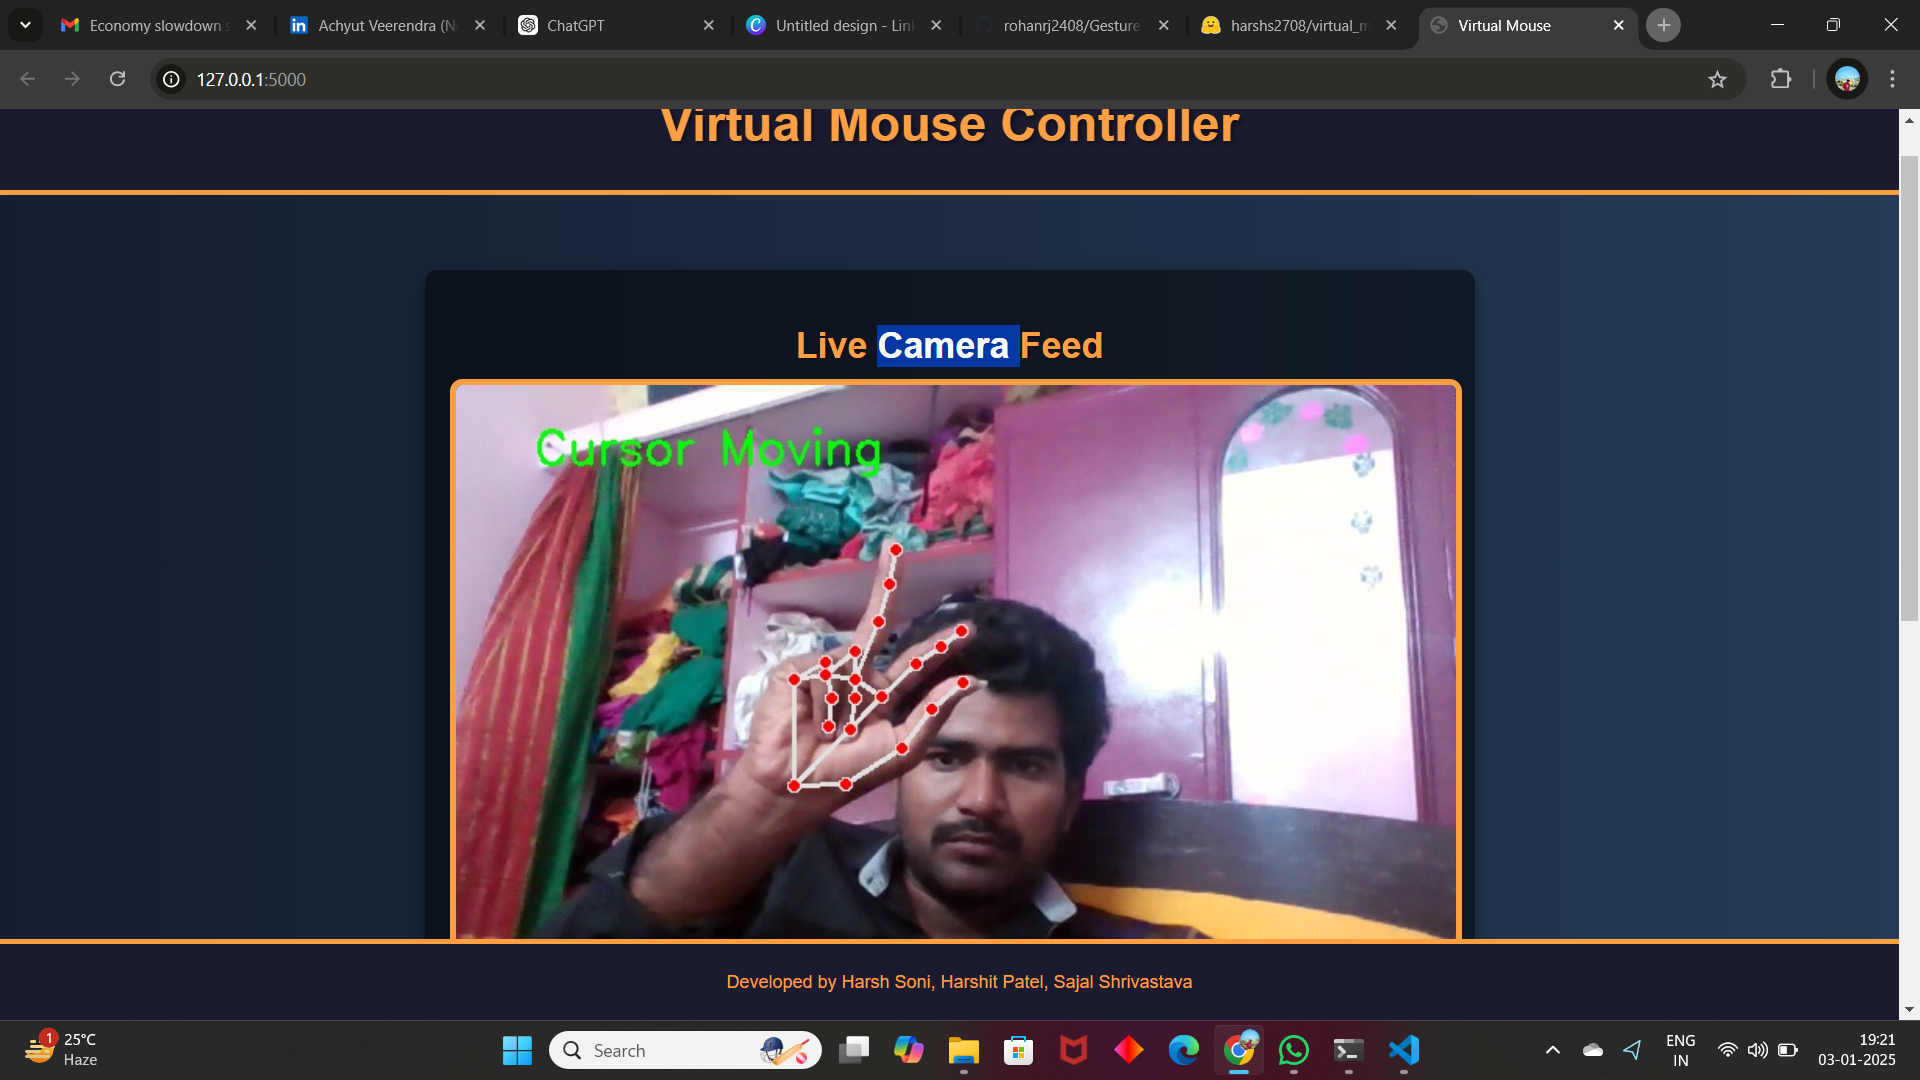 Economy slowdown s
Achyut Veerendra (N
ChatGPT
Untitled design - Lin
rohanrj2408/Gesture
harshs2708/virtual_m
Virtual Mouse
127.0.0.1:5000
Virtual Mouse Controller
Live Camera Feed
Cursor Moving
Developed by Harsh Soni, Harshit Patel, Sajal Shrivastava
1
25°C
Haze
Search
ENG
IN
19:21
03-01-2025